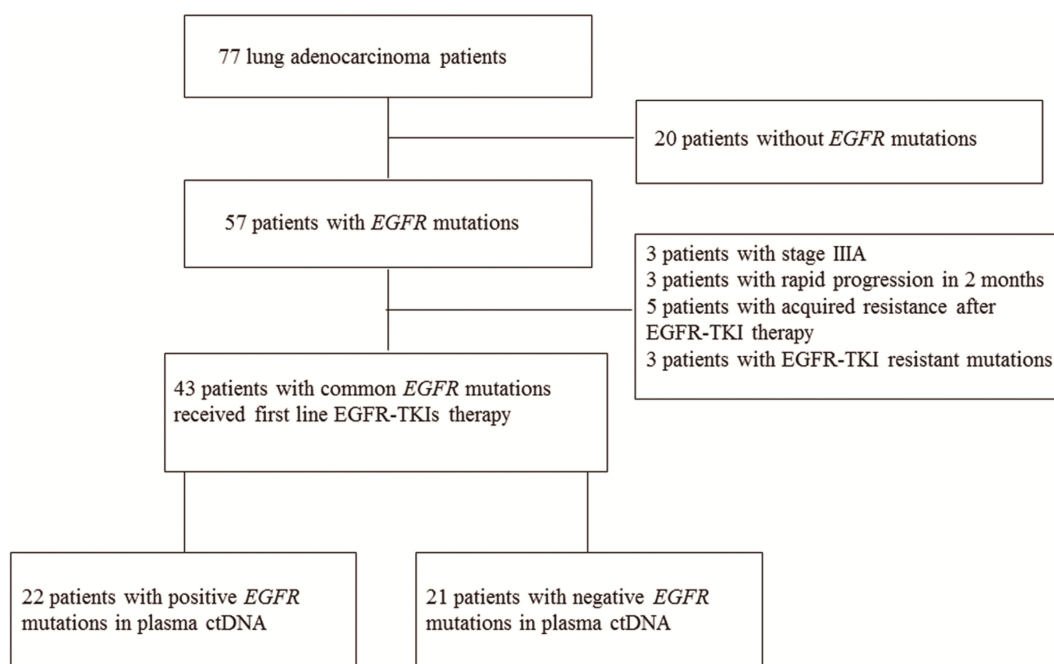 77 lung adenocarcinoma patients
20 patients without EGFR mutations
57 patients with EGFR mutations
3 patients with stage IIIA
3 patients with rapid progression in 2 months
5 patients with acquired resistance after
EGFR-TKI therapy
3 patients with EGFR-TKI resistant mutations
43 patients with common EGFR mutations
received first line EGFR-TKIs therapy
22 patients with positive EGFR
mutations in plasma ctDNA
21 patients with negative EGFR
mutations in plasma ctDNA